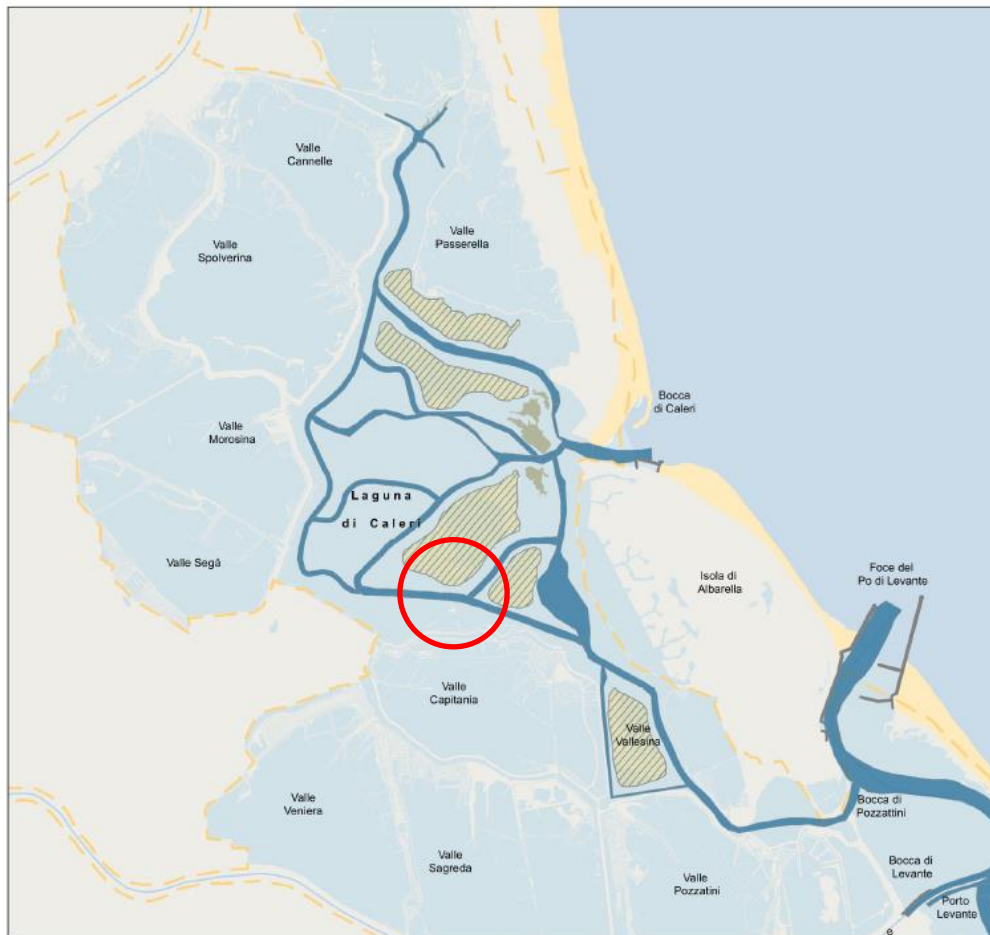 Valle
Cannelle
Valle
Spolverina
Valle
Passerella
Bocca
di Caleri
Valle
Morosina
Laguna
di Caleri
Valle Segà
Isola di
Albarella
Foce del
Po di Levante
Valle
Capitania
Valle
Vallesina
Valle
Veniera
Bocca di
Pozzattini
Valle
Sagreda
Valle
Pozzatini
Bocca di
Levante
Porto
Levante
e